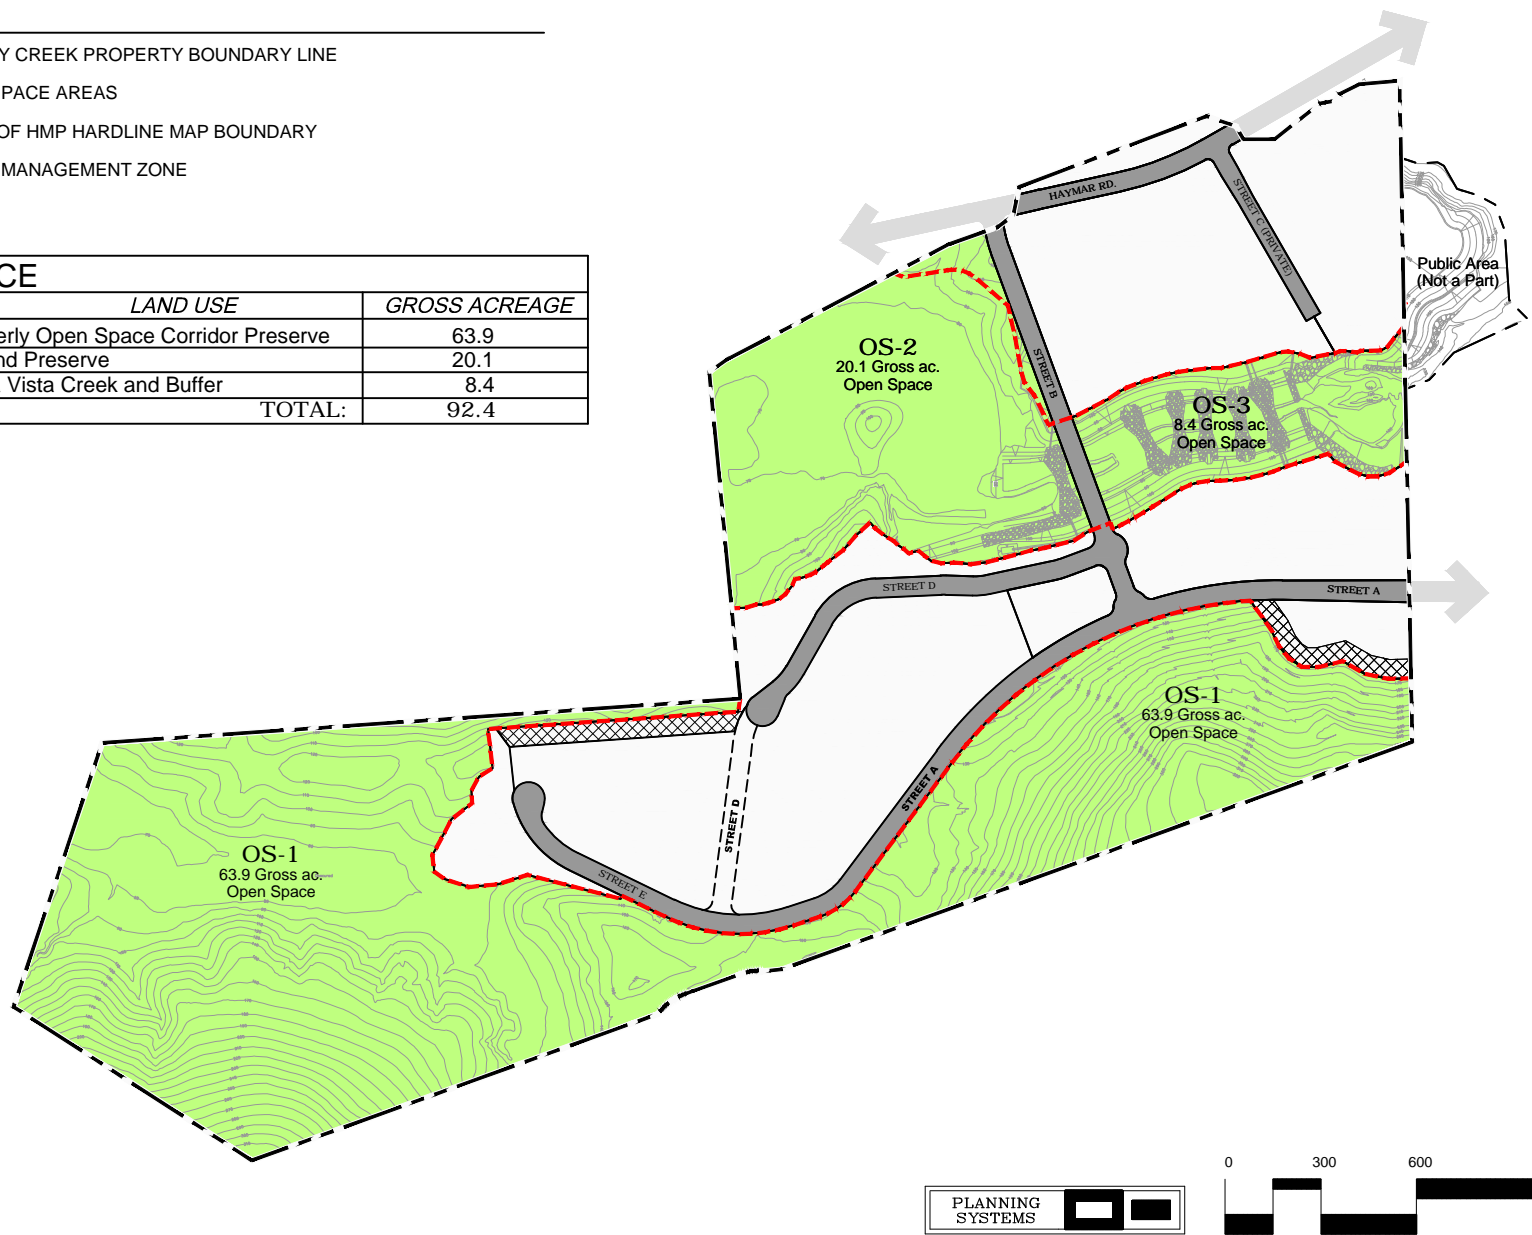 Y CREEK PROPERTY BOUNDARY LINE
PACE AREAS
OF HMP HARDLINE MAP BOUNDARY
MANAGEMENT ZONE
CE
LAND USE GROSS ACREAGE
erly Open Space Corridor Preserve 63.9
nd Preserve 20.1
Vista Creek and Buffer 8.4
TOTAL: 92.4
HAYMAR RD.
STREET C (PRIVATE)
Public Area
(Not a Part)
STREET B
OS-2
20.1 Gross ac.
Open Space
OS-3
8.4 Gross ac.
Open Space
STREET D
STREET A
OS-1
63.9 Gross ac.
Open Space
STREET A
STREET D
STREET E
OS-1
63.9 Gross ac.
Open Space
PLANNING
SYSTEMS
0 300 600